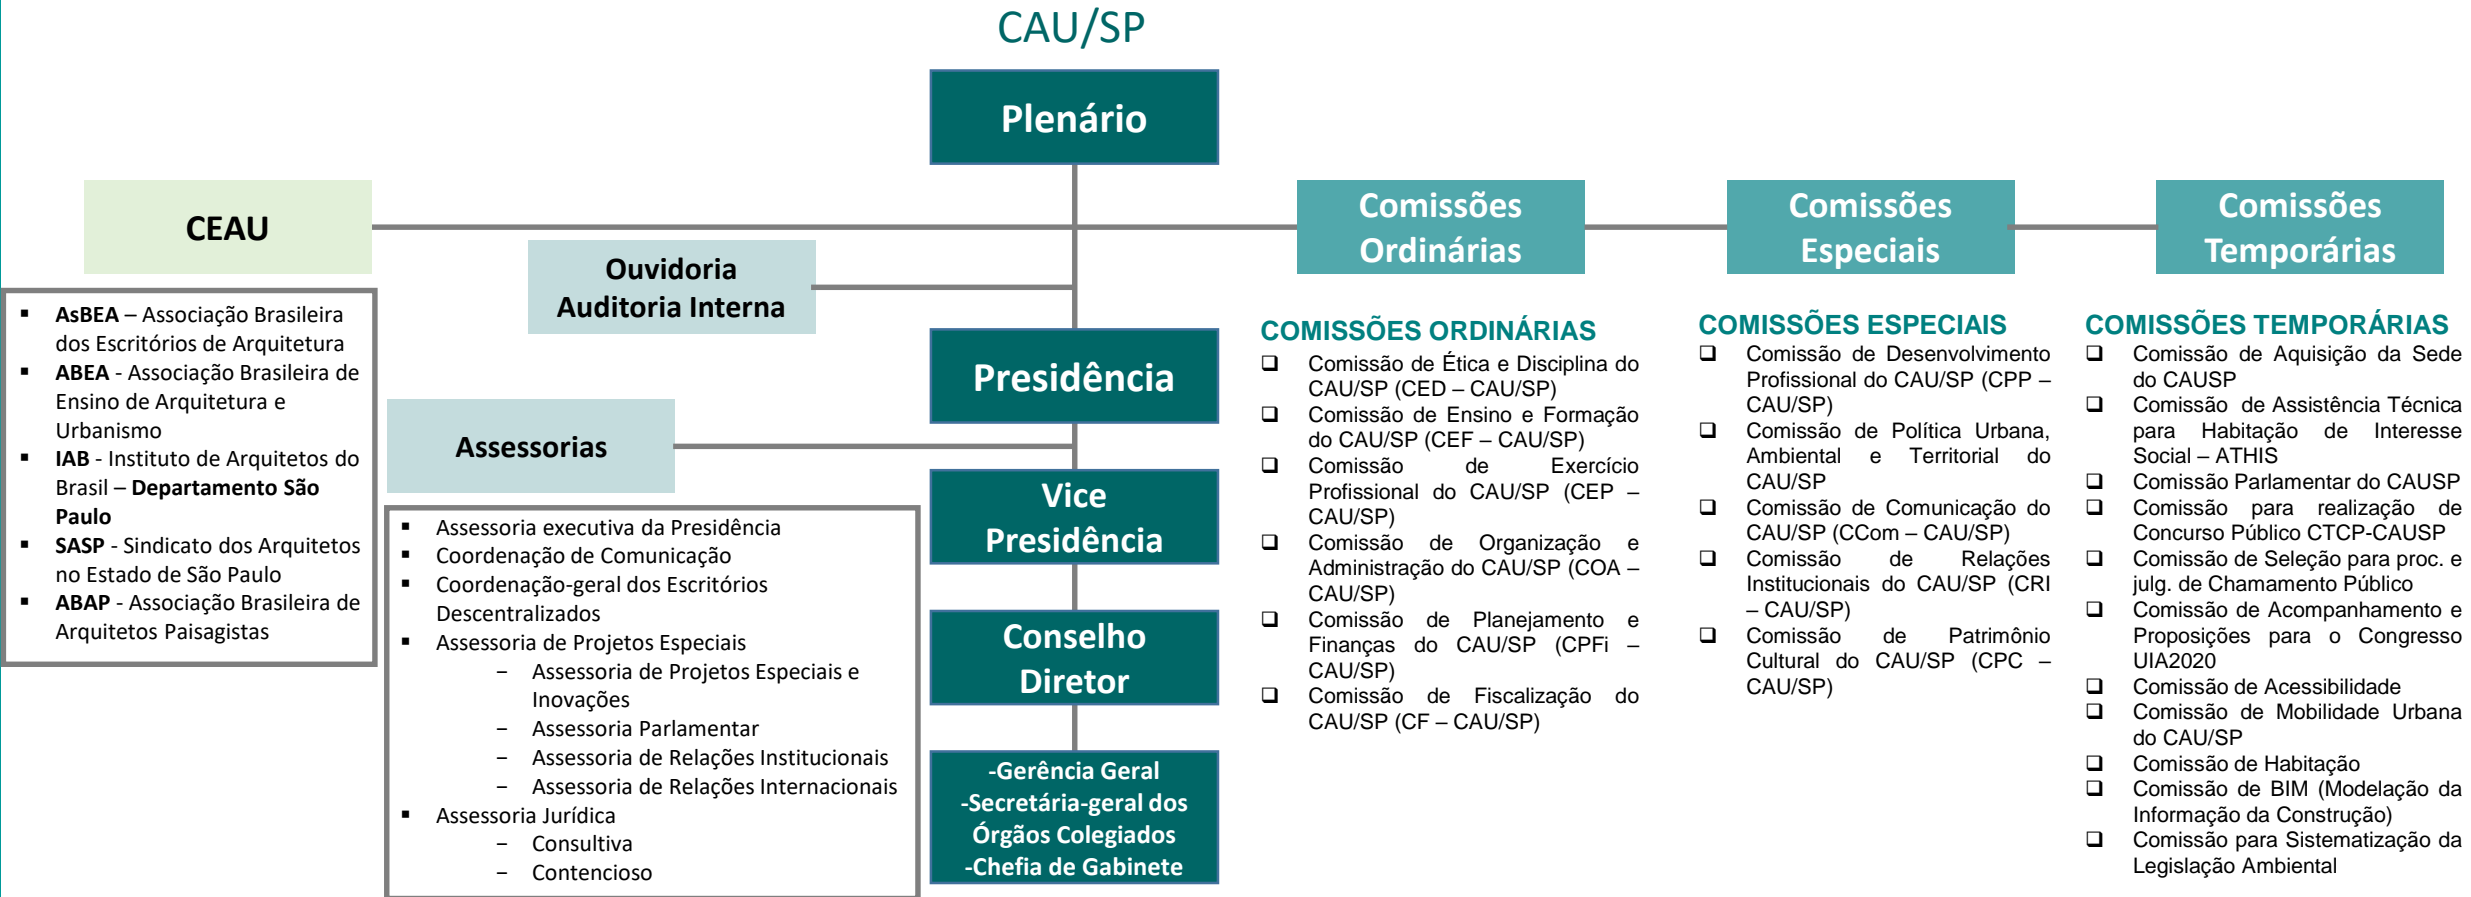 CAU/SP
Plenário
CEAU
▪ AsBEA – Associação Brasileira
dos Escritórios de Arquitetura
▪ ABEA - Associação Brasileira de
Ensino de Arquitetura e
Urbanismo
▪ IAB - Instituto de Arquitetos do
Brasil – Departamento São
Paulo
▪ SASP - Sindicato dos Arquitetos
no Estado de São Paulo
▪ ABAP - Associação Brasileira de
Arquitetos Paisagistas
Ouvidoria
Auditoria Interna
Presidência
Assessorias
▪ Assessoria executiva da Presidência
▪ Coordenação de Comunicação
▪ Coordenação-geral dos Escritórios
Descentralizados
▪ Assessoria de Projetos Especiais
– Assessoria de Projetos Especiais e
Inovações
– Assessoria Parlamentar
– Assessoria de Relações Institucionais
– Assessoria de Relações Internacionais
▪ Assessoria Jurídica
– Consultiva
– Contencioso
Vice
Presidência
Conselho
Diretor
-Gerência Geral
-Secretária-geral dos
Órgãos Colegiados
-Chefia de Gabinete
Comissões
Ordinárias
COMISSÕES ORDINÁRIAS
❑ Comissão de Ética e Disciplina do
CAU/SP (CED – CAU/SP)
❑ Comissão de Ensino e Formação
do CAU/SP (CEF – CAU/SP)
❑ Comissão de Exercício
Profissional do CAU/SP (CEP –
CAU/SP)
❑ Comissão de Organização e
Administração do CAU/SP (COA –
CAU/SP)
❑ Comissão de Planejamento e
Finanças do CAU/SP (CPFi –
CAU/SP)
❑ Comissão de Fiscalização do
CAU/SP (CF – CAU/SP)
Comissões
Especiais
COMISSÕES ESPECIAIS
❑ Comissão de Desenvolvimento
Profissional do CAU/SP (CPP –
CAU/SP)
❑ Comissão de Política Urbana,
Ambiental e Territorial do
CAU/SP
❑ Comissão de Comunicação do
CAU/SP (CCom – CAU/SP)
❑ Comissão de Relações
Institucionais do CAU/SP (CRI
– CAU/SP)
❑ Comissão de Patrimônio
Cultural do CAU/SP (CPC –
CAU/SP)
Comissões
Temporárias
COMISSÕES TEMPORÁRIAS
❑ Comissão de Aquisição da Sede
do CAUSP
❑ Comissão de Assistência Técnica
para Habitação de Interesse
Social – ATHIS
❑ Comissão Parlamentar do CAUSP
❑ Comissão para realização de
Concurso Público CTCP-CAUSP
❑ Comissão de Seleção para proc. e
julg. de Chamamento Público
❑ Comissão de Acompanhamento e
Proposições para o Congresso
UIA2020
❑ Comissão de Acessibilidade
❑ Comissão de Mobilidade Urbana
do CAU/SP
❑ Comissão de Habitação
❑ Comissão de BIM (Modelação da
Informação da Construção)
❑ Comissão para Sistematização da
Legislação Ambiental